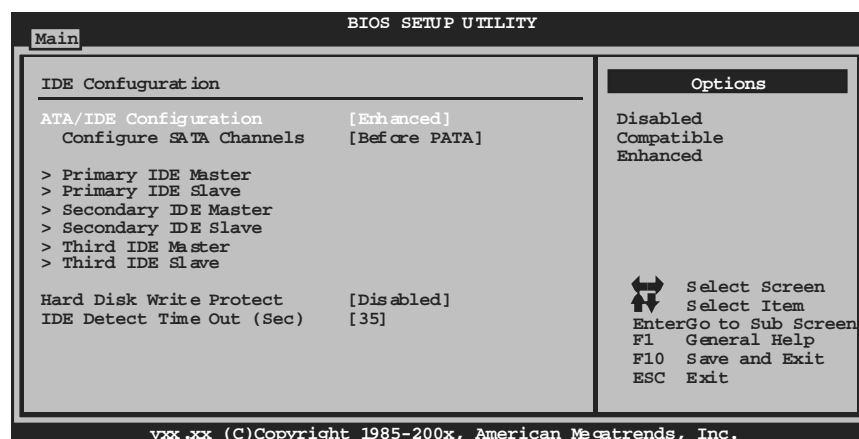 BIOS SETUP UTILITY
Main
IDE Confuguration
ATA/IDE Configuration [Enhanced]
Configure SATA Channels [Before PATA]
> Primary IDE Master
> Primary IDE Slave
> Secondary IDE Master
> Secondary IDE Slave
> Third IDE Master
> Third IDE Slave
Hard Disk Write Protect [Disabled]
IDE Detect Time Out (Sec) [35]
Options
Disabled
Compatible
Enhanced
Select Screen
Select Item
EnterGo to Sub Screen
F1 General Help
F10 Save and Exit
ESC Exit
vxx.xx (C)Copyright 1985-200x, American Megatrends, Inc.